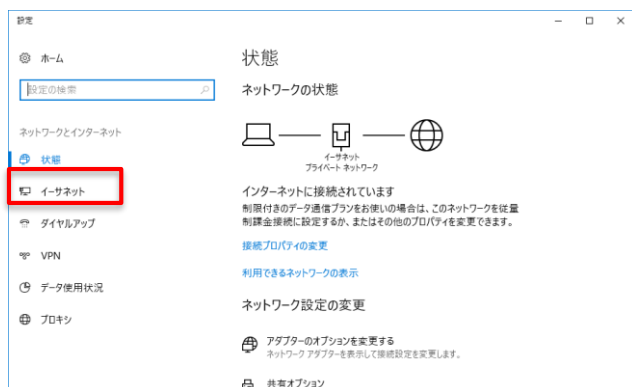 設定
ホーム
設定の検索
ネットワークとインターネット
状態
イーサネット
ダイヤルアップ
VPN
データ使用状況
プロキシ
状態
ネットワークの状態
イーサネット
プライベート ネットワーク
インターネットに接続されています
制限付きのデータ通信プランをお使いの場合は、このネットワークを従量
制課金接続に設定するか、またはその他のプロパティを変更できます。
接続プロパティの変更
利用できるネットワークの表示
ネットワーク設定の変更
アダプターのオプションを変更する
ネットワーク アダプターを表示して接続設定を変更します。
共有オプション